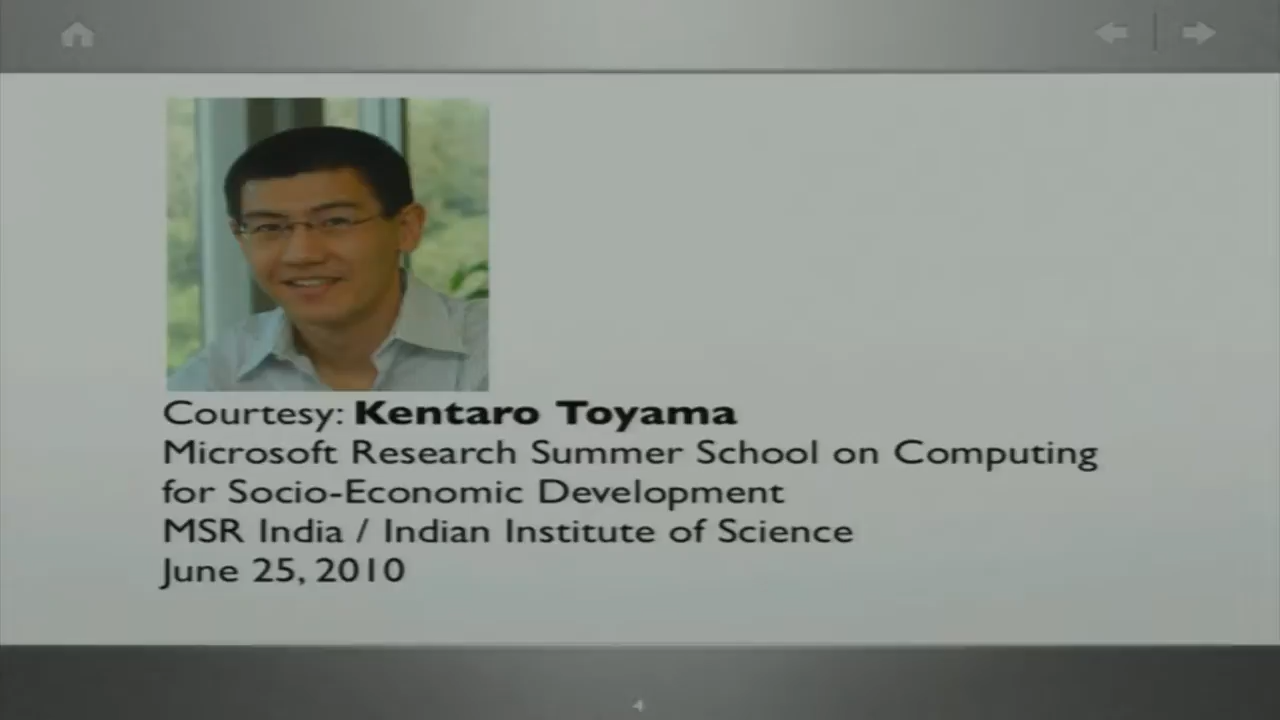 Courtesy: Kentaro Toyama
Microsoft Research Summer School on Computing
for Socio-Economic Development
MSR India / Indian Institute of Science
June 25, 2010
4